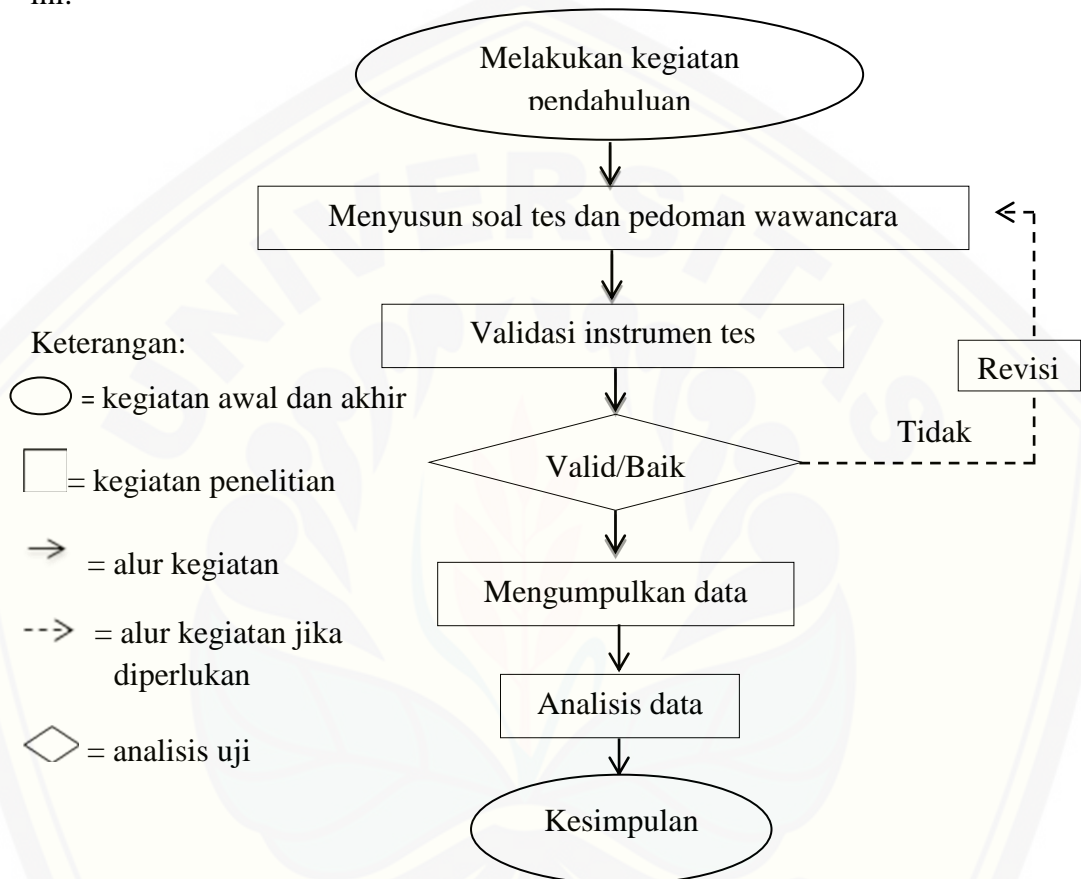 ini.
Melakukan kegiatan
pendahuluan
Menyusun soal tes dan pedoman wawancara
Validasi instrumen tes
Revisi
Tidak
Valid/Baik
Mengumpulkan data
Analisis data
Kesimpulan
Keterangan:
= kegiatan awal dan akhir
= kegiatan penelitian
= alur kegiatan
= alur kegiatan jika
diperlukan
= analisis uji
UNIVERSITAS